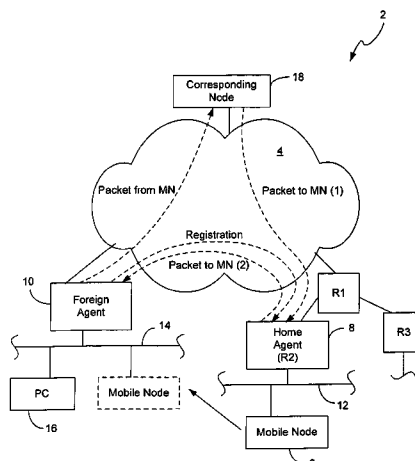 2
Corresponding
Node
18
4
Packet from MN
Packet to MN (1)
Registration
Packet to MN (2)
10
Foreign
Agent
R1
8
Home
Agent
(R2)
R3
14
PC
Mobile Node
12
16
Mobile Node